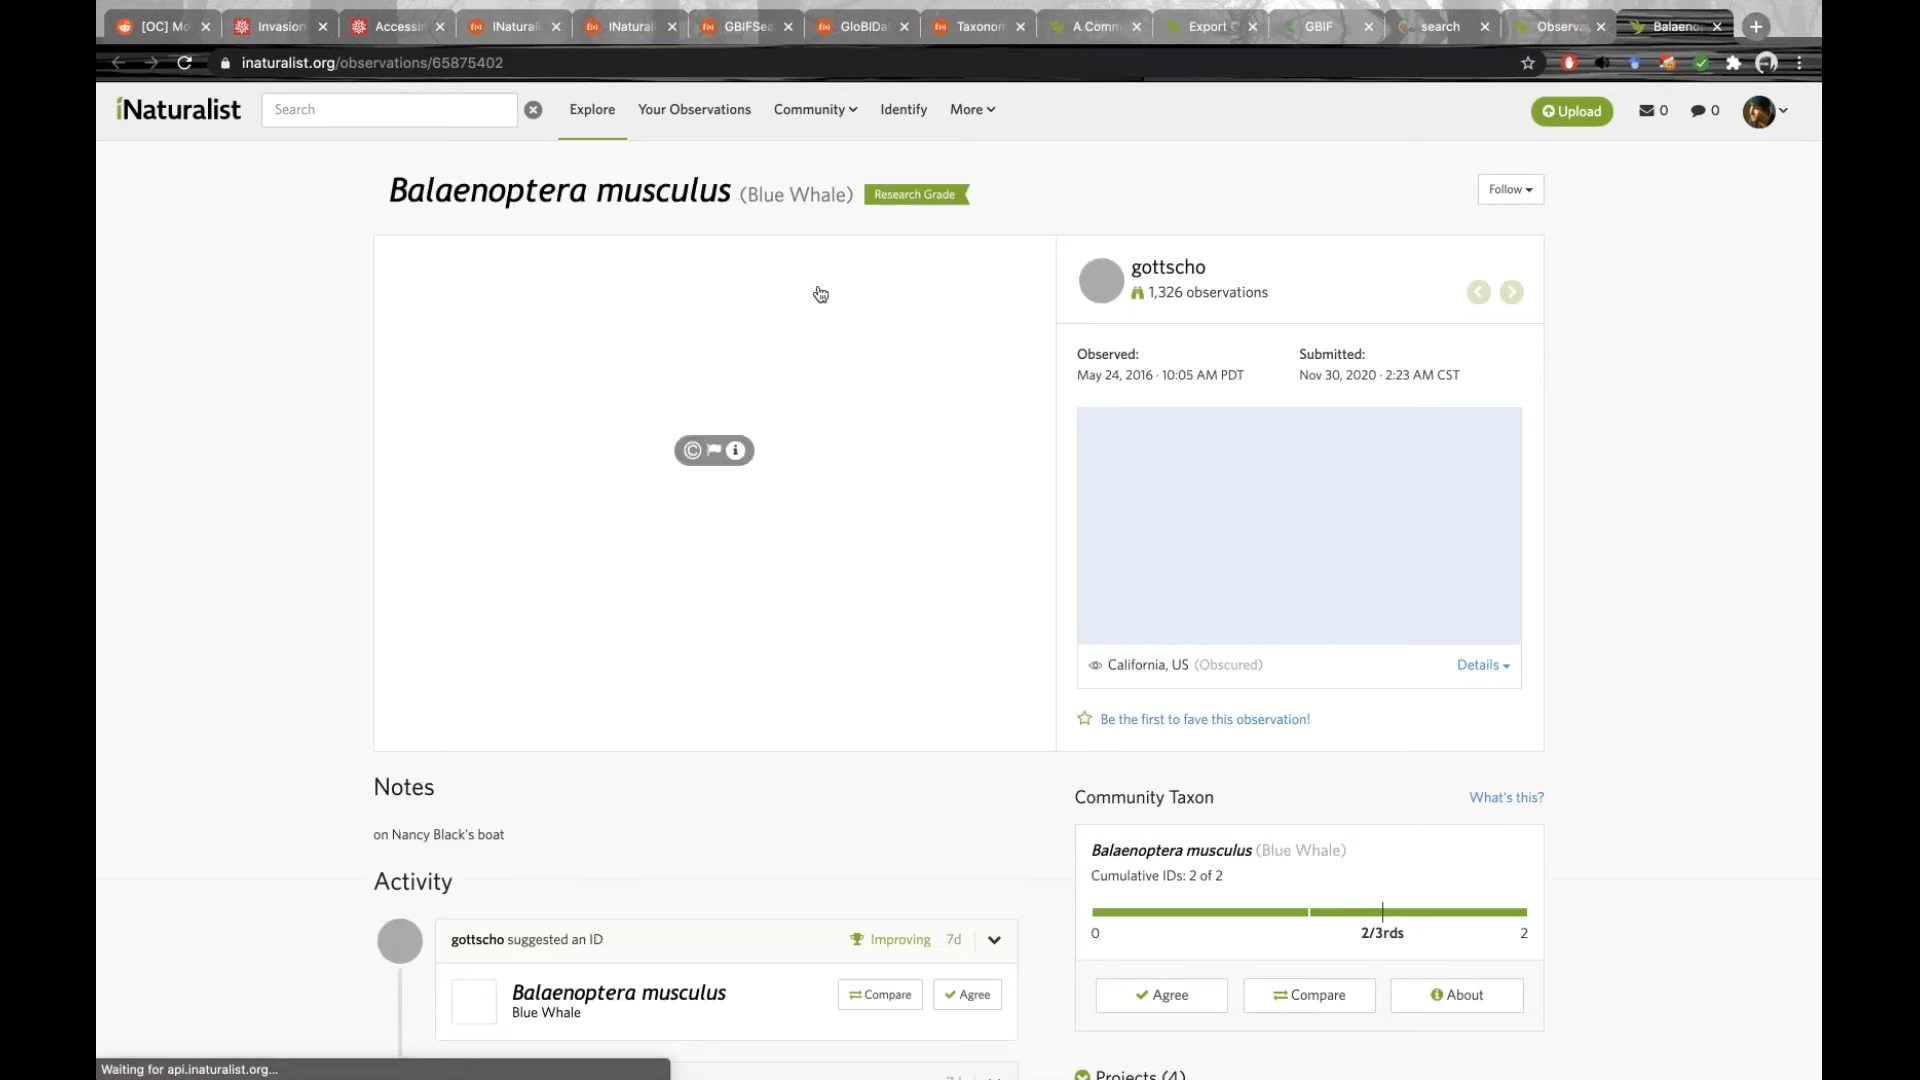 [OC] Mo
Invasion
Accessin
INaturali
INaturali
GBIFSea
GloBIDa
Taxonom
A Comm
Export
GBIF
search
Observa
Balaeno
inaturalist.org/observations/65875402
iNaturalist
Search
Explore
Your Observations
Community
Identify
More
Upload
0
0
Balaenoptera musculus (Blue Whale) Research Grade
Follow
gottscho
1,326 observations
Observed:
May 24, 2016 · 10:05 AM PDT
Submitted:
Nov 30, 2020 · 2:23 AM CST
California, US (Obscured)
Details
Be the first to fave this observation!
Notes
on Nancy Black's boat
Activity
gottscho suggested an ID
Improving 7d
Balaenoptera musculus
Blue Whale
Compare
Agree
Community Taxon
What's this?
Balaenoptera musculus (Blue Whale)
Cumulative IDs: 2 of 2
0
2/3rds
2
Agree
Compare
About
Projects (4)
Waiting for api.inaturalist.org...